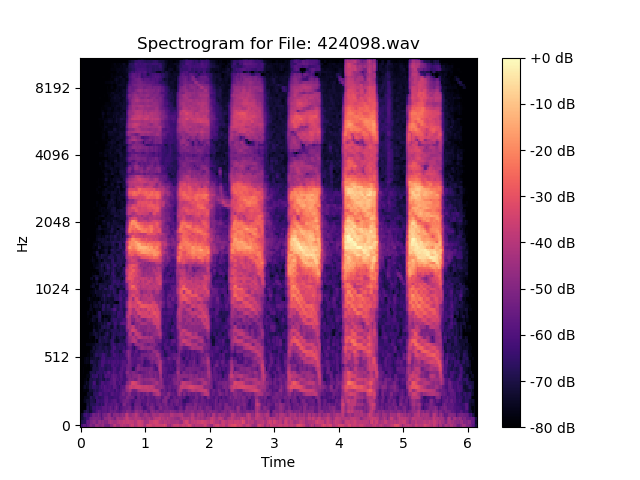 Spectrogram for File: 424098.wav
Hz
8192
4096
2048
1024
512
0
0 1 2 3 4 5 6
Time
+0 dB
-10 dB
-20 dB
-30 dB
-40 dB
-50 dB
-60 dB
-70 dB
-80 dB